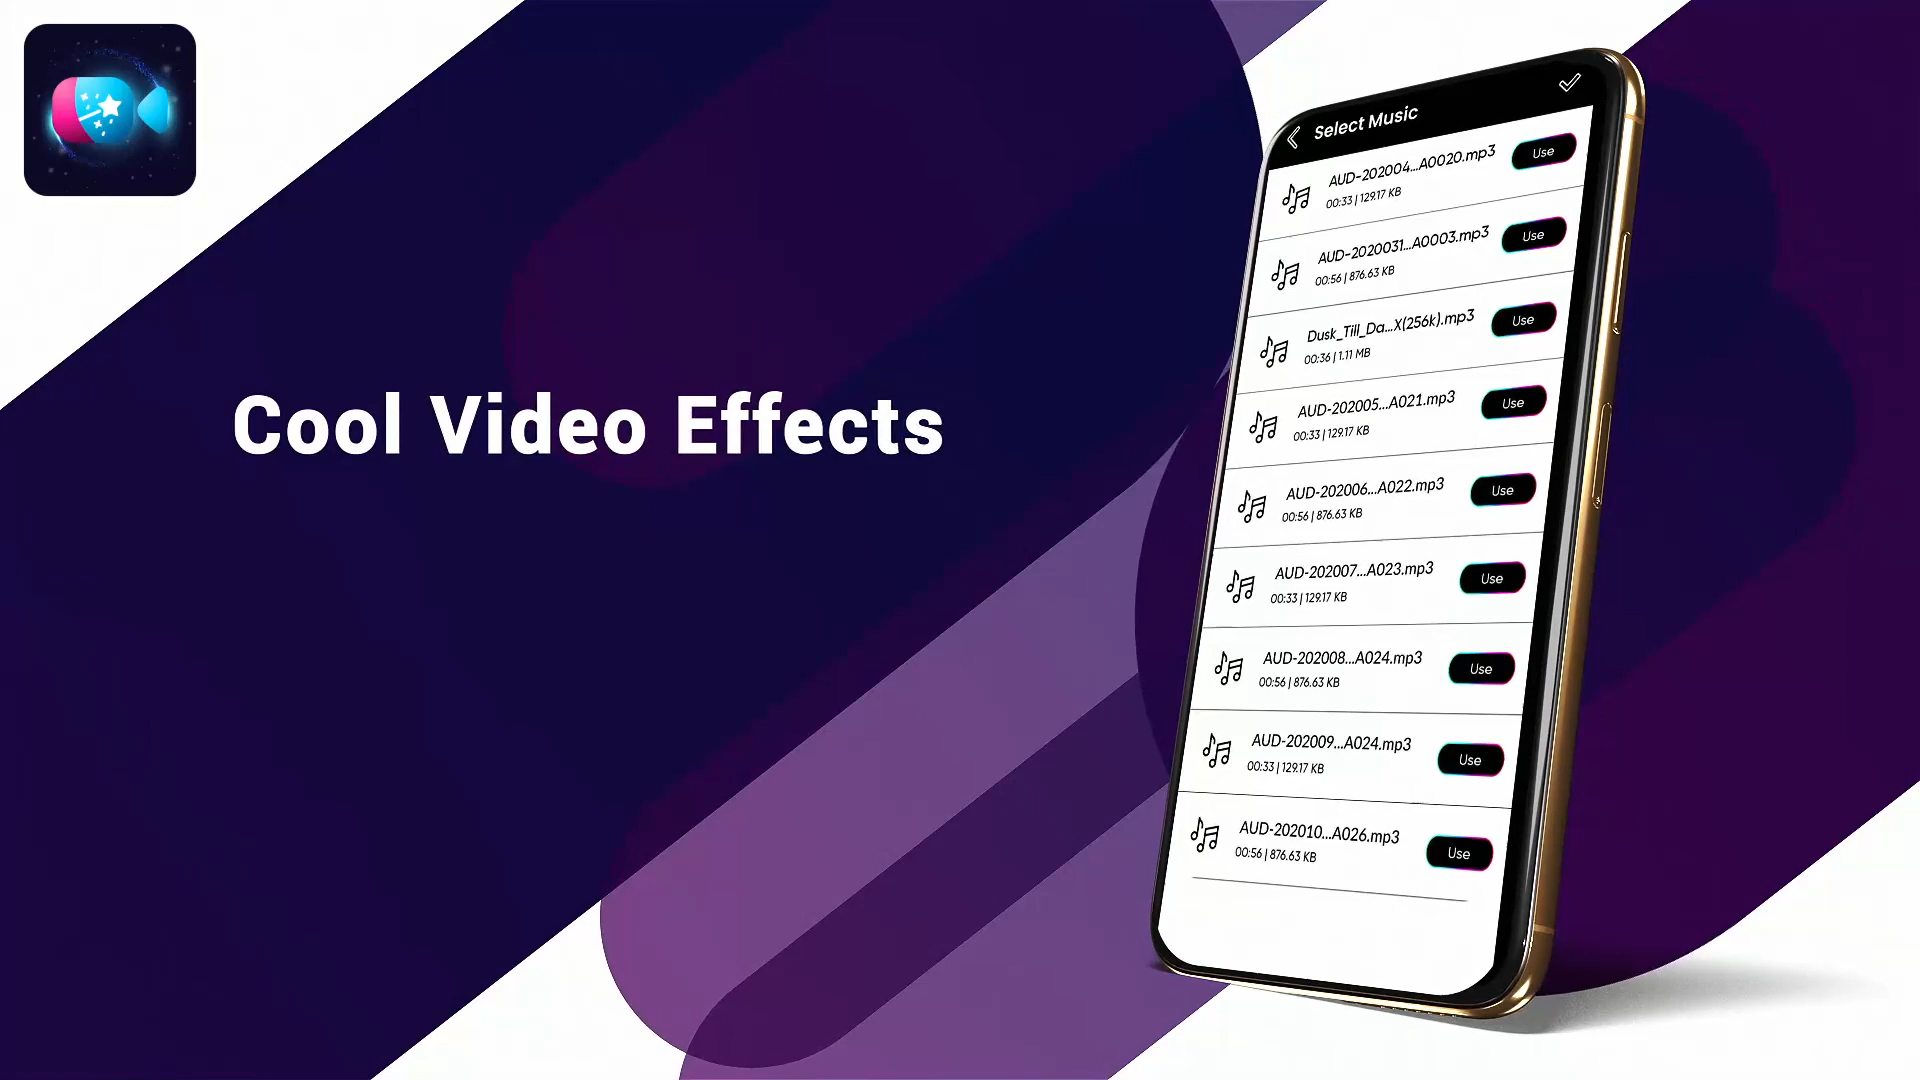 Cool Video Effects
Select Music
AUD-202004...A0020.mp3
00:33 | 129.17 KB
Use
AUD-2020031...A0003.mp3
00:56 | 876.63 KB
Use
Dusk_Till_Da...X(256k).mp3
00:36 | 1.11 MB
Use
AUD-202005...A021.mp3
00:33 | 129.17 KB
Use
AUD-202006...A022.mp3
00:56 | 876.63 KB
Use
AUD-202007...A023.mp3
00:33 | 129.17 KB
Use
AUD-202008...A024.mp3
00:56 | 876.63 KB
Use
AUD-202009...A024.mp3
00:33 | 129.17 KB
Use
AUD-202010...A026.mp3
00:56 | 876.63 KB
Use